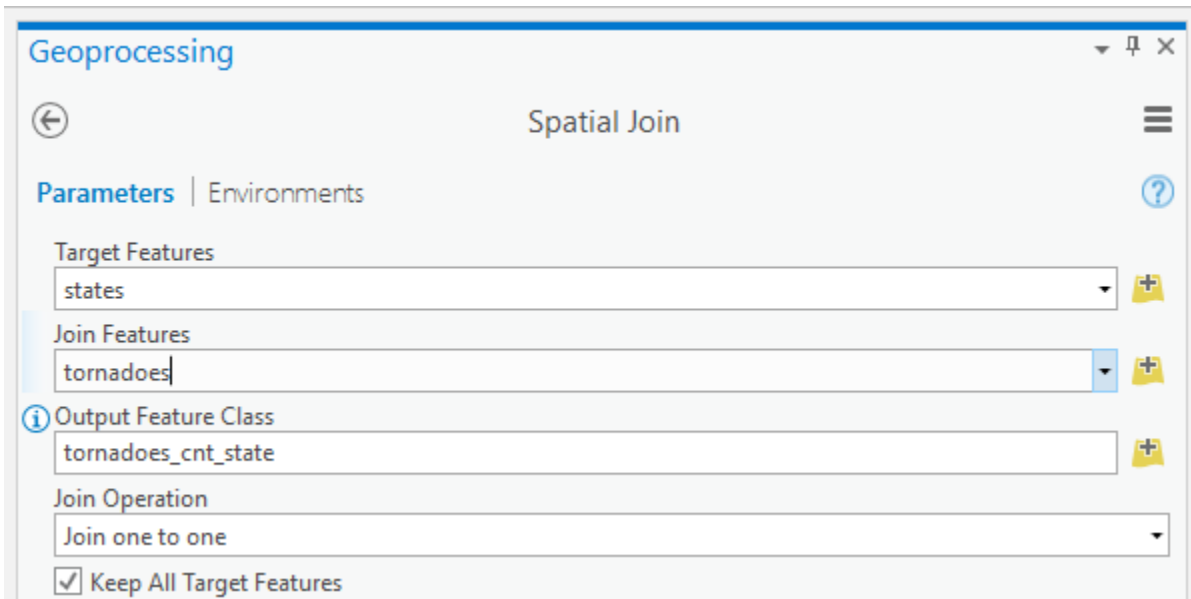 Geoprocessing
Spatial Join
Parameters | Environments
Target Features
states
Join Features
tornadoes
Output Feature Class
tornadoes_cnt_state
Join Operation
Join one to one
Keep All Target Features